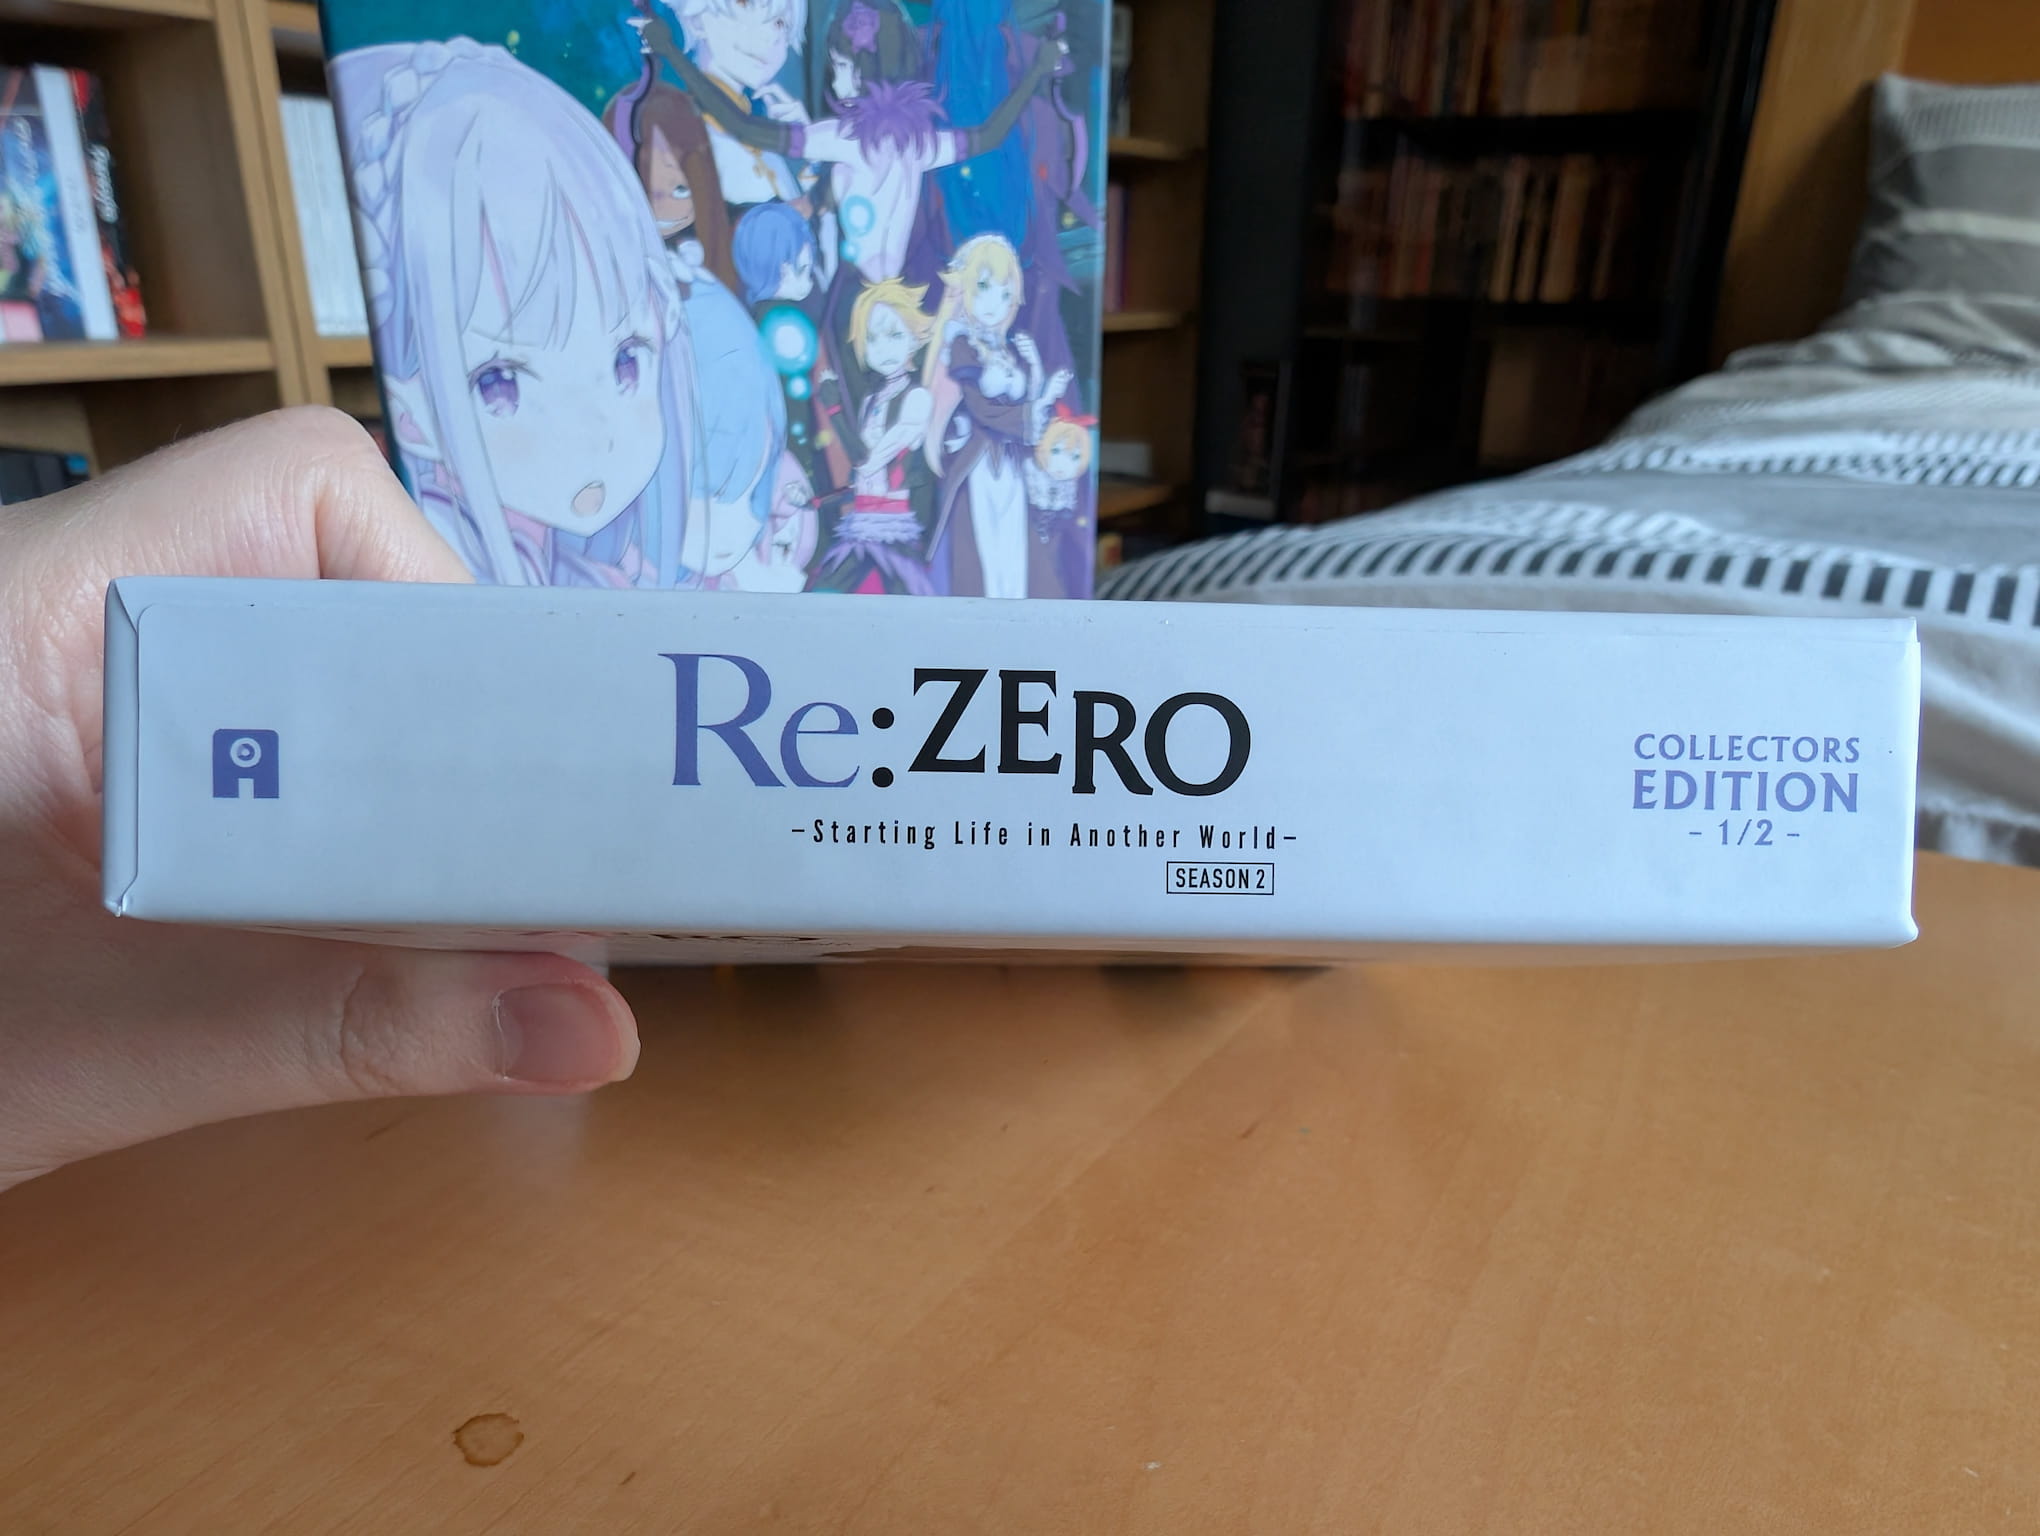 Re:ZERO
-Starting Life in Another World-
SEASON 2
COLLECTORS
EDITION
- 1/2 -